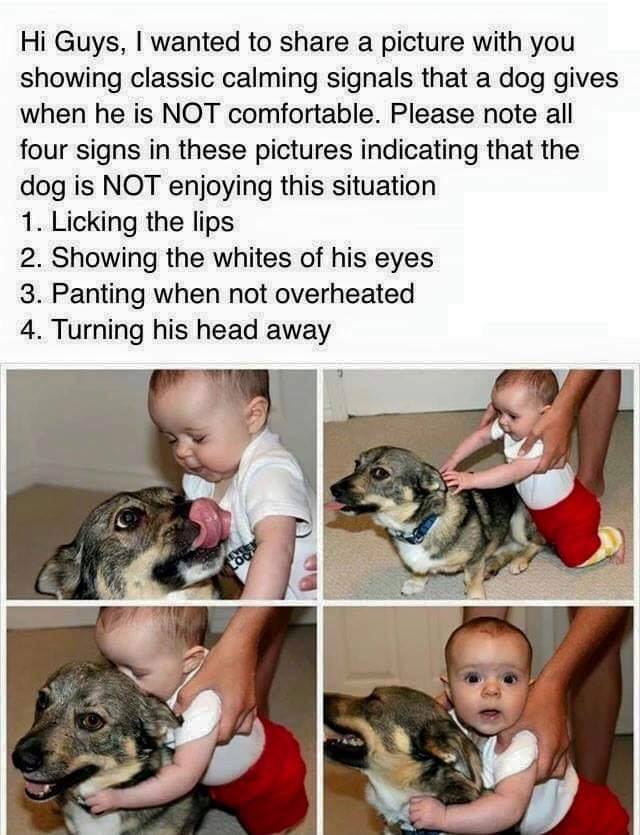 Hi Guys, I wanted to share a picture with you
showing classic calming signals that a dog gives
when he is NOT comfortable. Please note all
four signs in these pictures indicating that the
dog is NOT enjoying this situation
1. Licking the lips
2. Showing the whites of his eyes
3. Panting when not overheated
4. Turning his head away